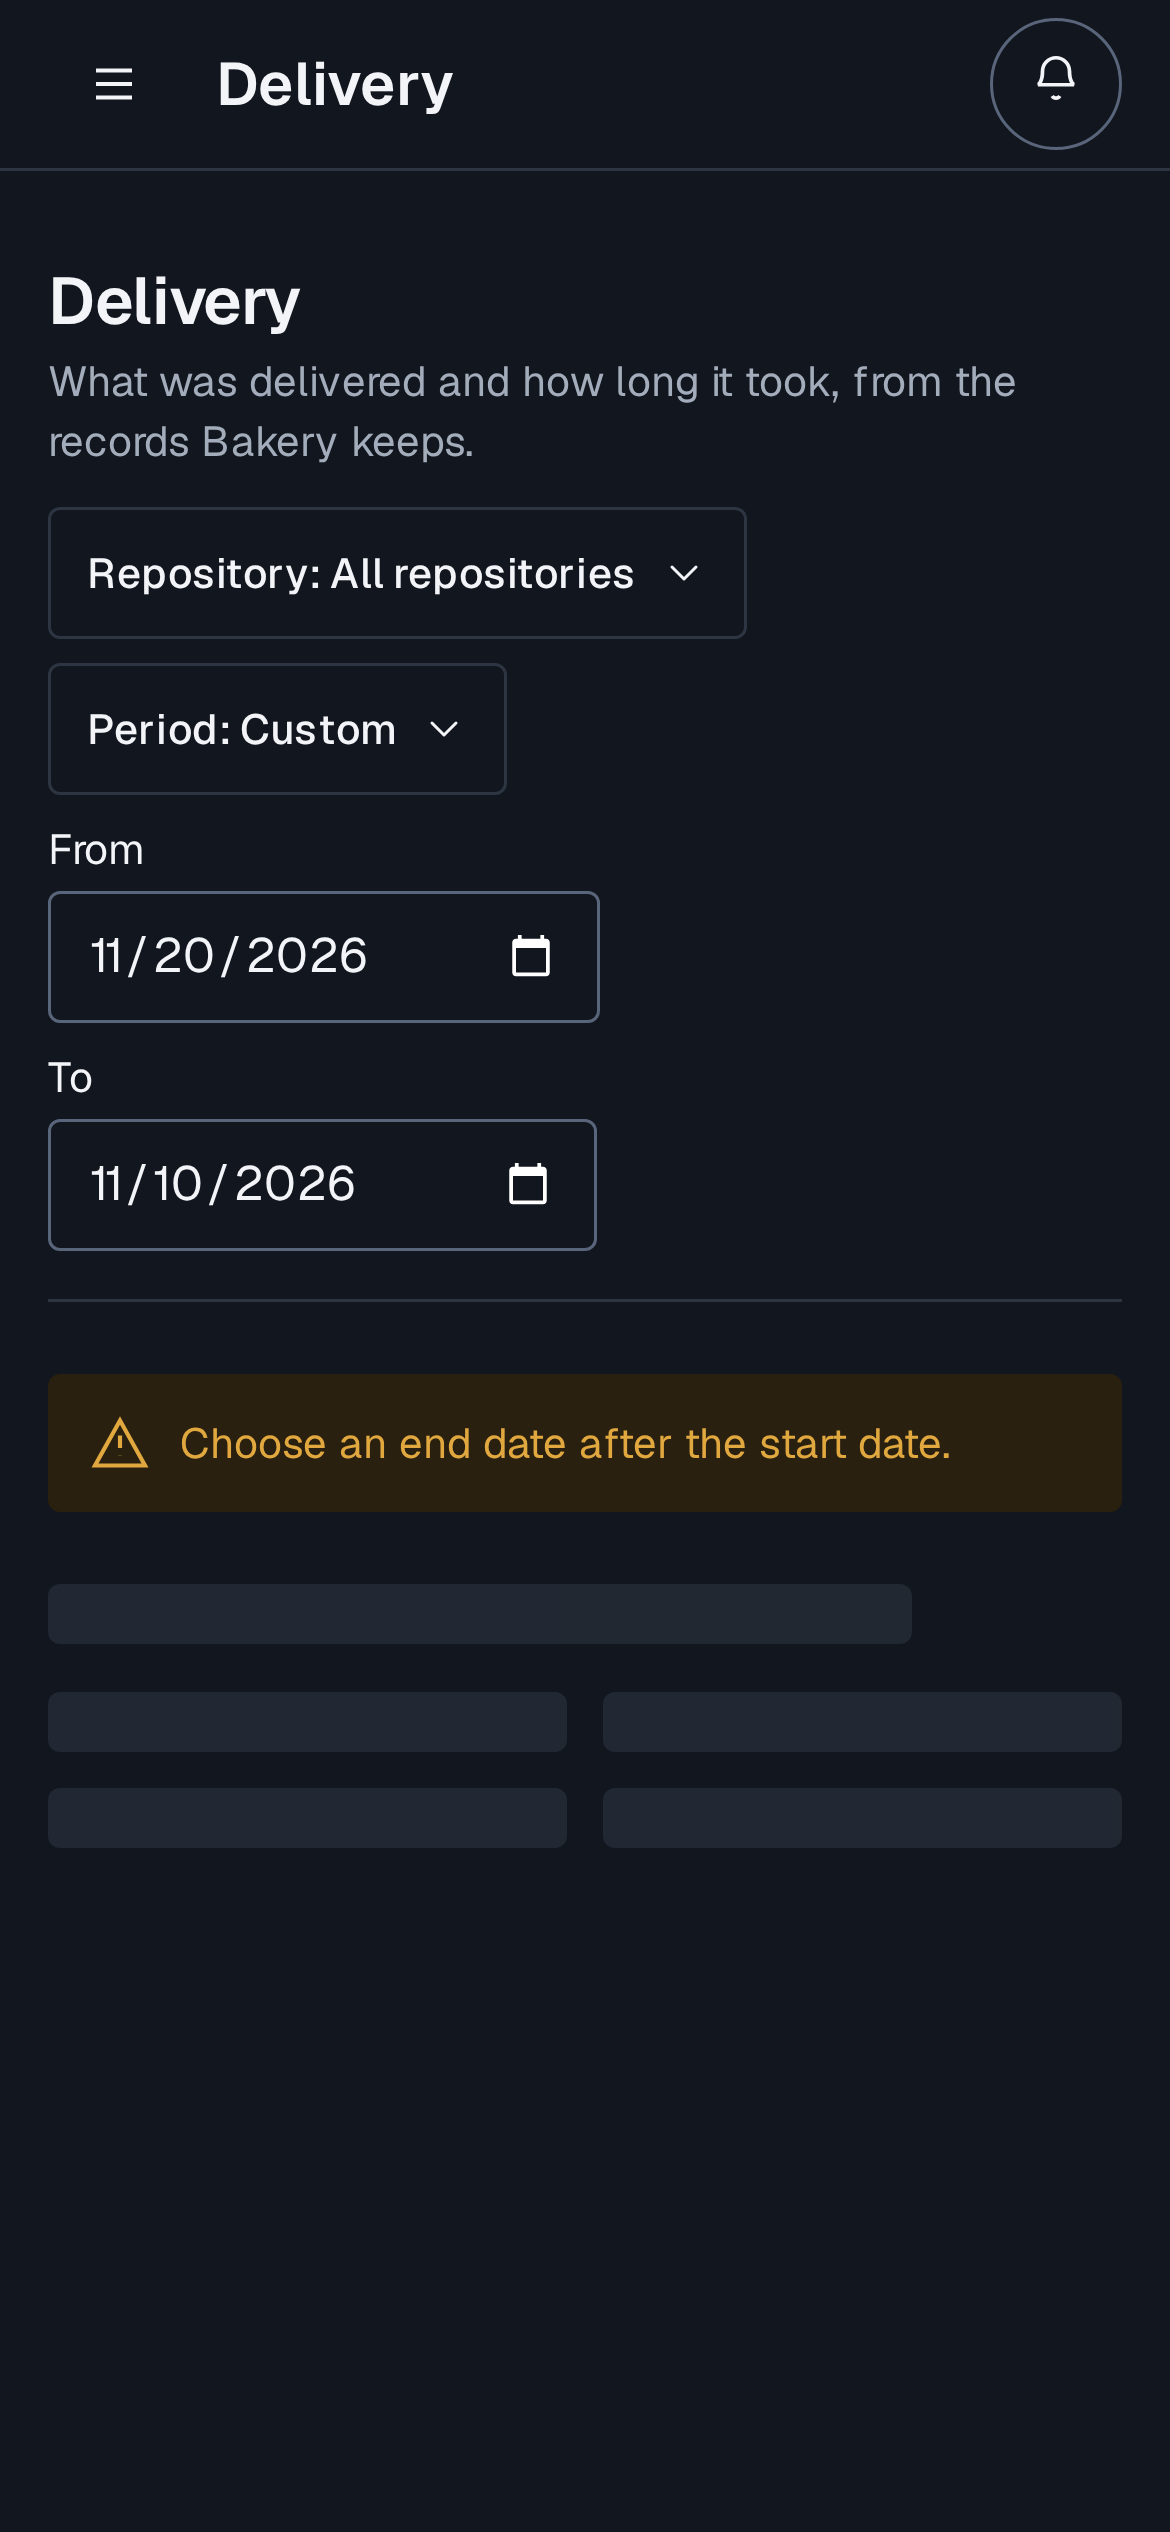 Delivery
Delivery
What was delivered and how long it took, from the
records Bakery keeps.
Repository: All repositories
Period: Custom
From
11/20/2026
To
11/10/2026
Choose an end date after the start date.